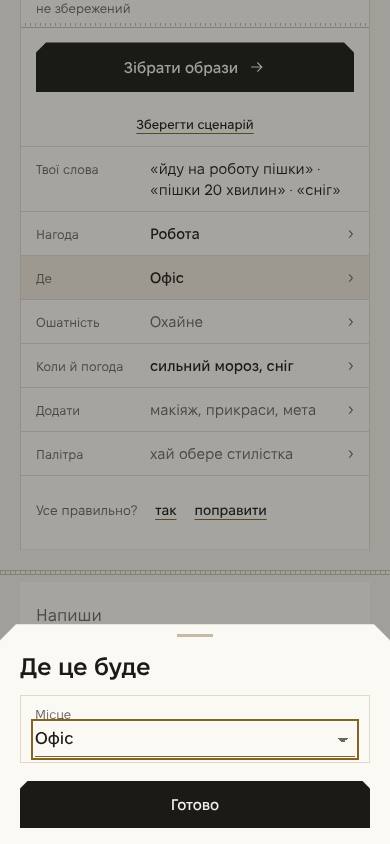 не збережений
Зібрати образи →
Зберегти сценарій
Твої слова «йду на роботу пішки» ·
«пішки 20 хвилин» · «сніг»
Нагода Робота ›
Де Офіс ›
Ошатність Охайне ›
Коли й погода сильний мороз, сніг ›
Додати макіяж, прикраси, мета ›
Палітра хай обере стилістка ›
Усе правильно? так поправити
Напиши
Де це буде
Місце
Офіс
Готово